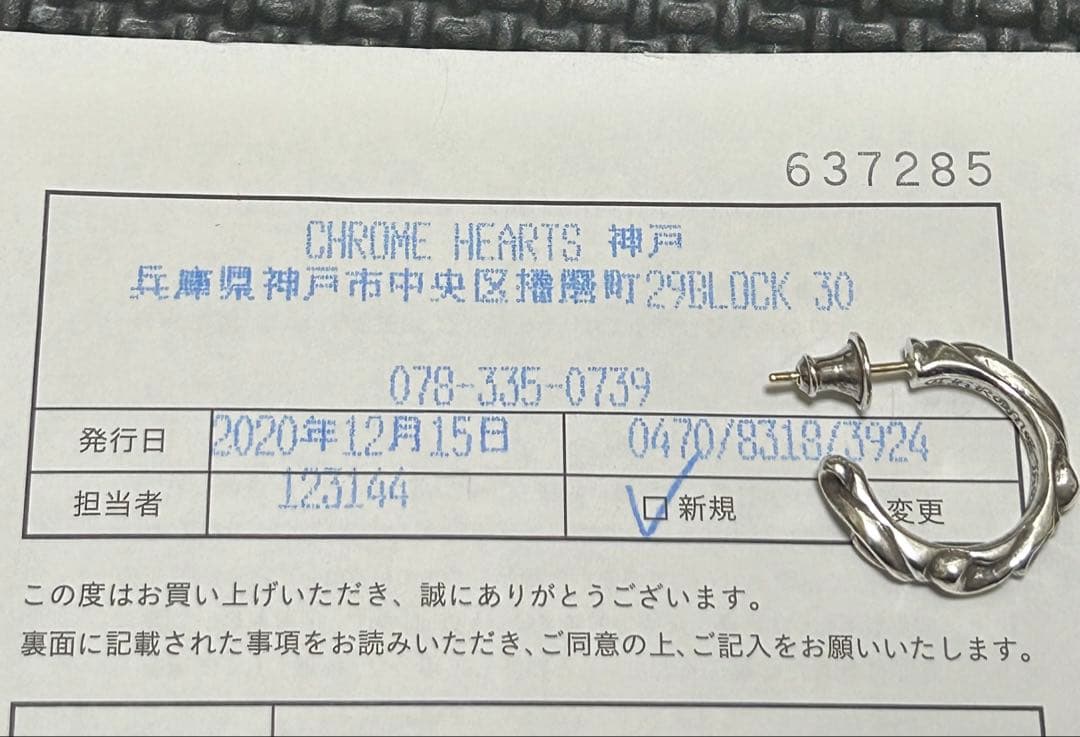 637285
CHROME HEARTS 神戸
兵庫県神戸市中央区播磨町29BLOCK 30
078-335-0739
発行日 2020年12月15日 0470/8318/3924
担当者 123144 □新規 変更
この度はお買い上げいただき、誠にありがとうございます。
裏面に記載された事項をお読みいただき、ご同意の上、ご記入をお願いいたします。